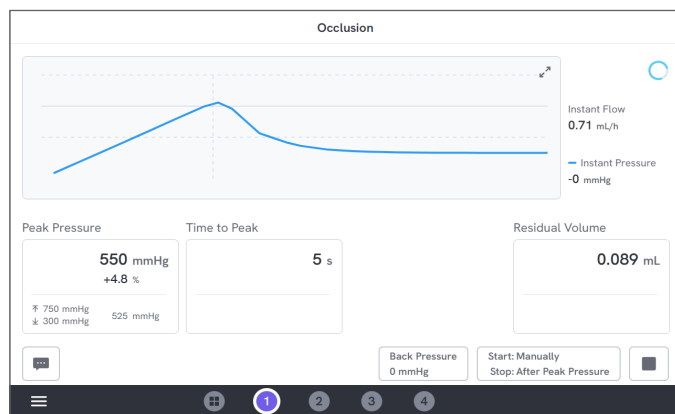 Occlusion
Instant Flow
0.71 mL/h
Instant Pressure
-0 mmHg
Peak Pressure
550 mmHg
+4.8 %
750 mmHg
300 mmHg
525 mmHg
Time to Peak
5 s
Residual Volume
0.089 mL
Back Pressure
0 mmHg
Start: Manually
Stop: After Peak Pressure
1
2
3
4